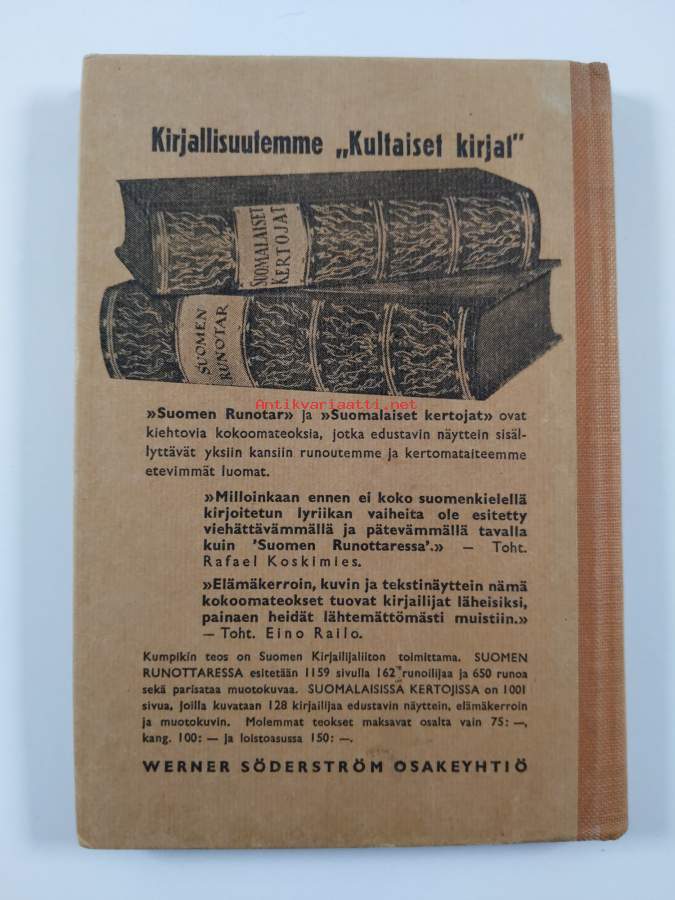 Kirjallisuutemme „Kultaiset kirjat"
SUOMALAISET
KERTOJAT
SUOMEN
RUNOTAR
Antikvariaatti.net
»Suomen Runotar» ja »Suomalaiset kertojat» ovat
kiehtovia kokoomateoksia, jotka edustavin näyttein sisäl-
lyttävät yksiin kansiin runoutemme ja kertomataiteemme
etevimmät luomat.
»Milloinkaan ennen ei koko suomenkielellä
kirjoitetun lyriikan vaiheita ole esitetty
viehättävämmällä ja pätevämmällä tavalla
kuin 'Suomen Runottaressa'.» — Toht.
Rafael Koskimies.
»Elämäkerroin, kuvin ja tekstinäyttein nämä
kokoomateokset tuovat kirjailijat läheisiksi,
painaen heidät lähtemättömästi muistiin.»
— Toht. Eino Railo.
Kumpikin teos on Suomen Kirjailijaliiton toimittama. SUOMEN
RUNOTTARESSA esitetään 1159 sivulla 162 runoilijaa ja 650 runoa
sekä parisataa muotokuvaa. SUOMALAISISSA KERTOJISSA on 1001
sivua, joilla kuvataan 128 kirjailijaa edustavin näyttein, elämäkerroin
ja muotokuvin. Molemmat teokset maksavat osalta vain 75: —,
kang. 100: — ja loistoasussa 150: —.
WERNER SÖDERSTRÖM OSAKEYHTIÖ